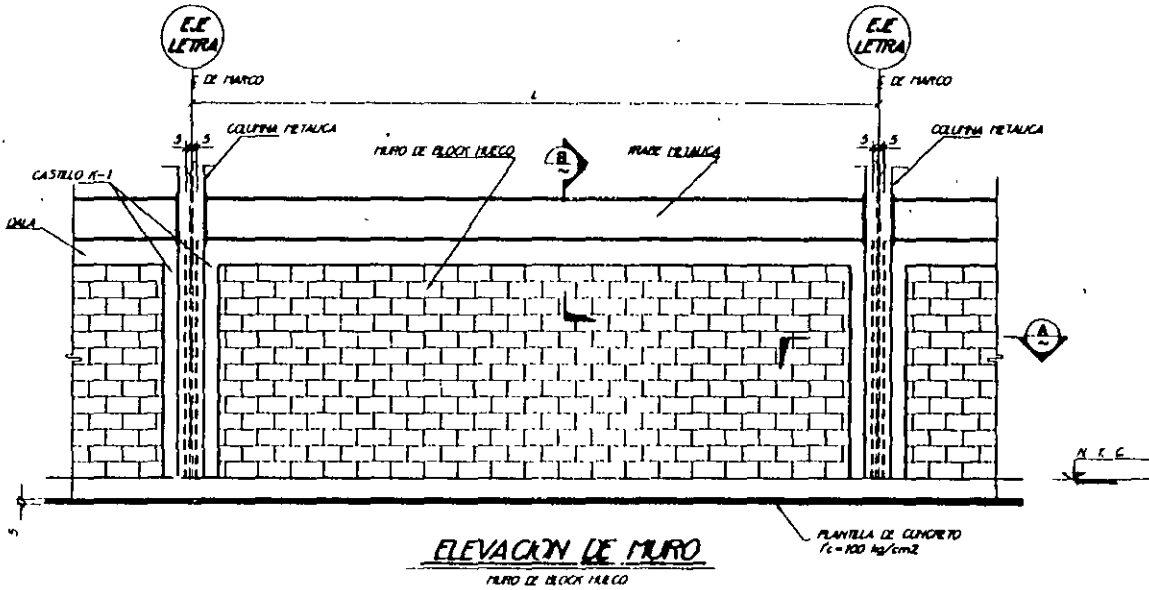 EJE
LETRA
EJE
LETRA
℄ DE MARCO
℄ DE MARCO
L
5 5
COLUMNA METALICA
MURO DE BLOCK HUECO
B
TRABE METALICA
5 5
COLUMNA METALICA
CASTILLO K-1
DALA
A
5
PLANTILLA DE CONCRETO
f'c=100 kg/cm2
ELEVACION DE MURO
MURO DE BLOCK HUECO